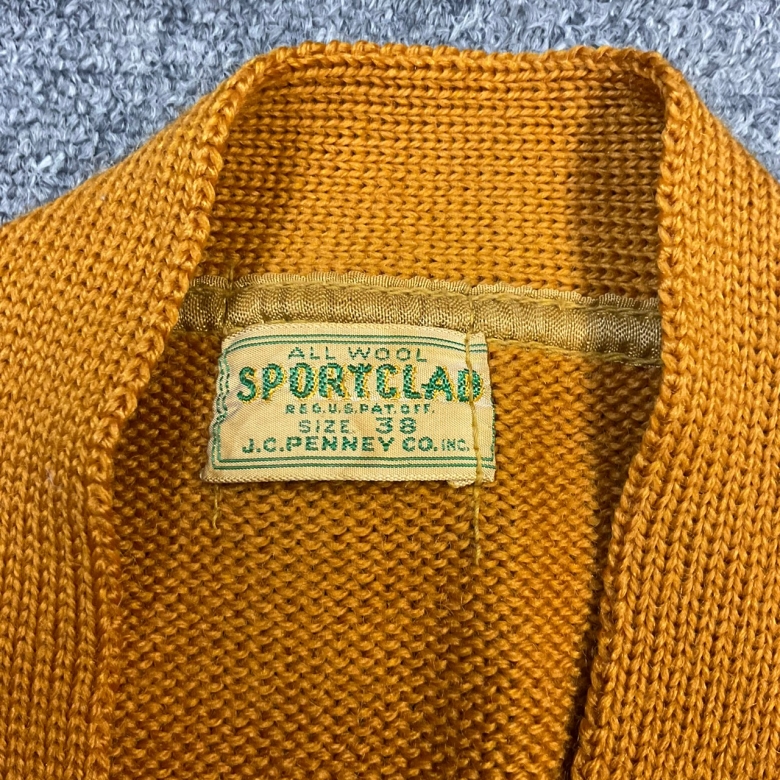 ALL WOOL
SPORTCLAD
REG.U.S.PAT.OFF.
SIZE 38
J.C.PENNEY CO.INC.